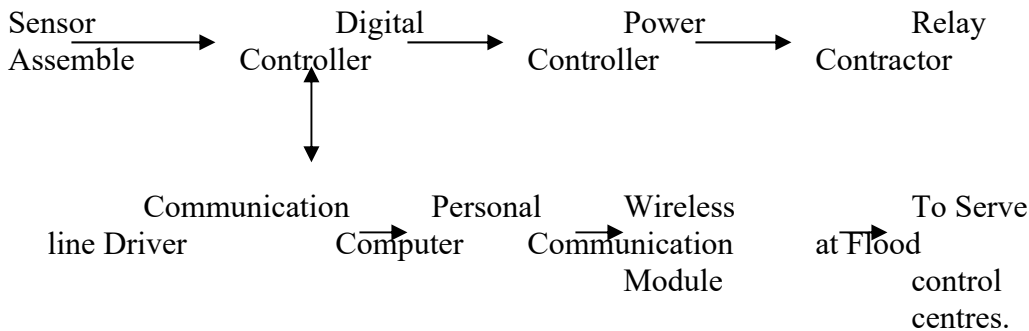 Sensor Digital Power Relay
Assemble Controller Controller Contractor
Communication Personal Wireless To Serve
line Driver Computer Communication at Flood
Module control
centres.